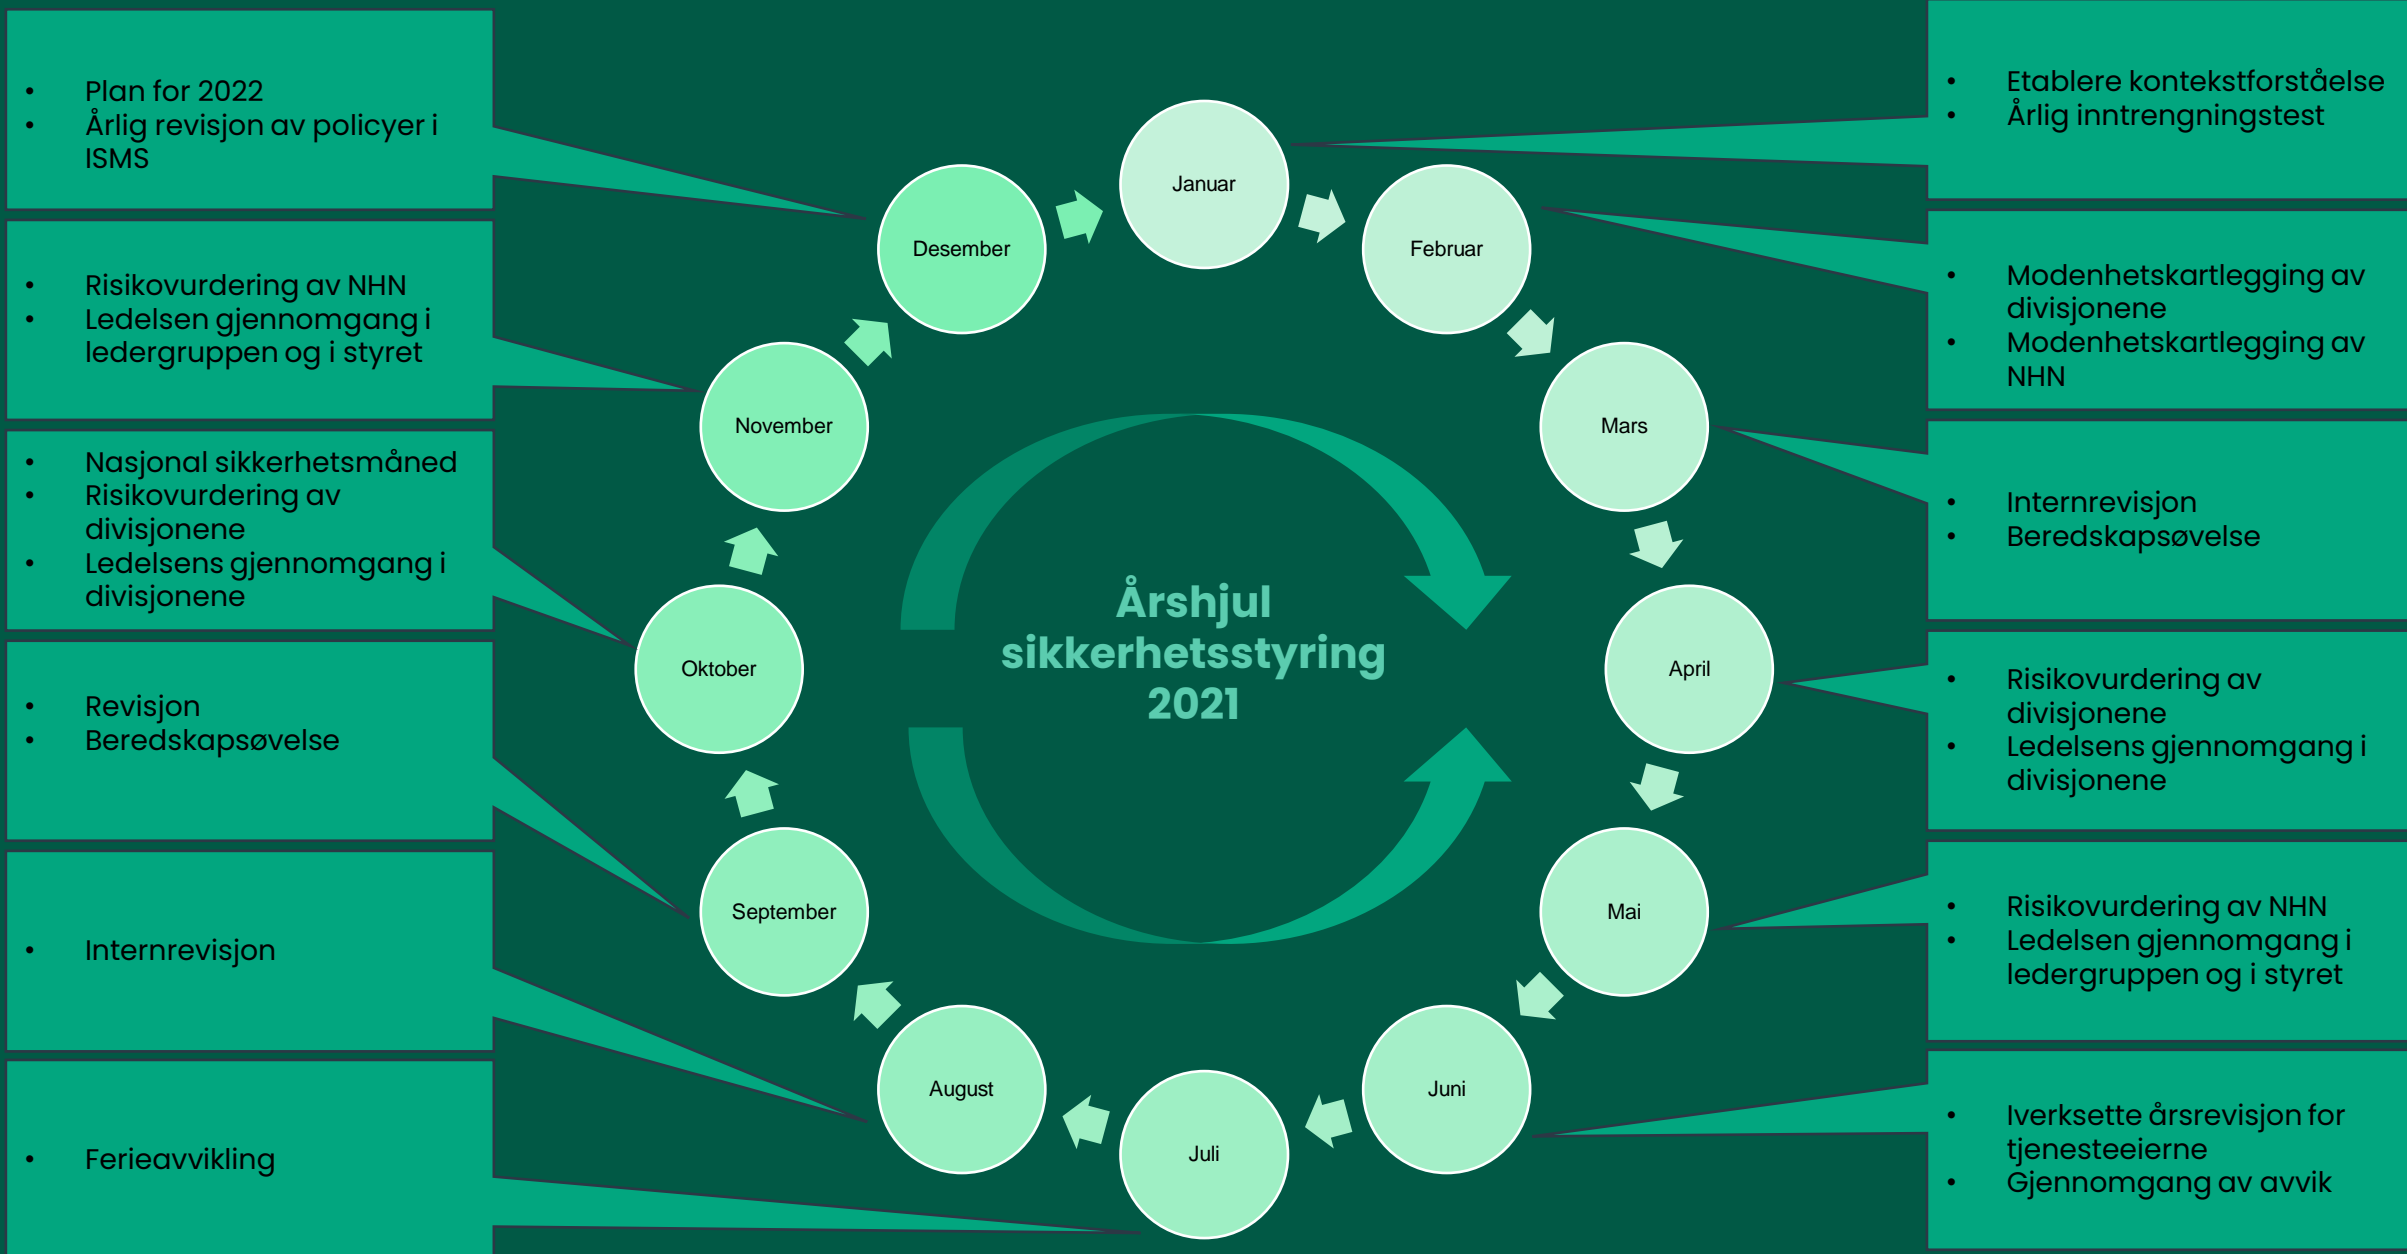 • Plan for 2022
• Årlig revisjon av policyer i
ISMS
• Risikovurdering av NHN
• Ledelsen gjennomgang i
ledergruppen og i styret
• Nasjonal sikkerhetsmåned
• Risikovurdering av
divisjonene
• Ledelsens gjennomgang i
divisjonene
• Revisjon
• Beredskapsøvelse
• Internrevisjon
• Ferieavvikling
Januar
Februar
Mars
April
Mai
Juni
Juli
August
September
Oktober
November
Desember
Årshjul
sikkerhetsstyring
2021
• Etablere kontekstforståelse
• Årlig inntrengningstest
• Modenhetskartlegging av
divisjonene
• Modenhetskartlegging av
NHN
• Internrevisjon
• Beredskapsøvelse
• Risikovurdering av
divisjonene
• Ledelsens gjennomgang i
divisjonene
• Risikovurdering av NHN
• Ledelsen gjennomgang i
ledergruppen og i styret
• Iverksette årsrevisjon for
tjenesteeierne
• Gjennomgang av avvik